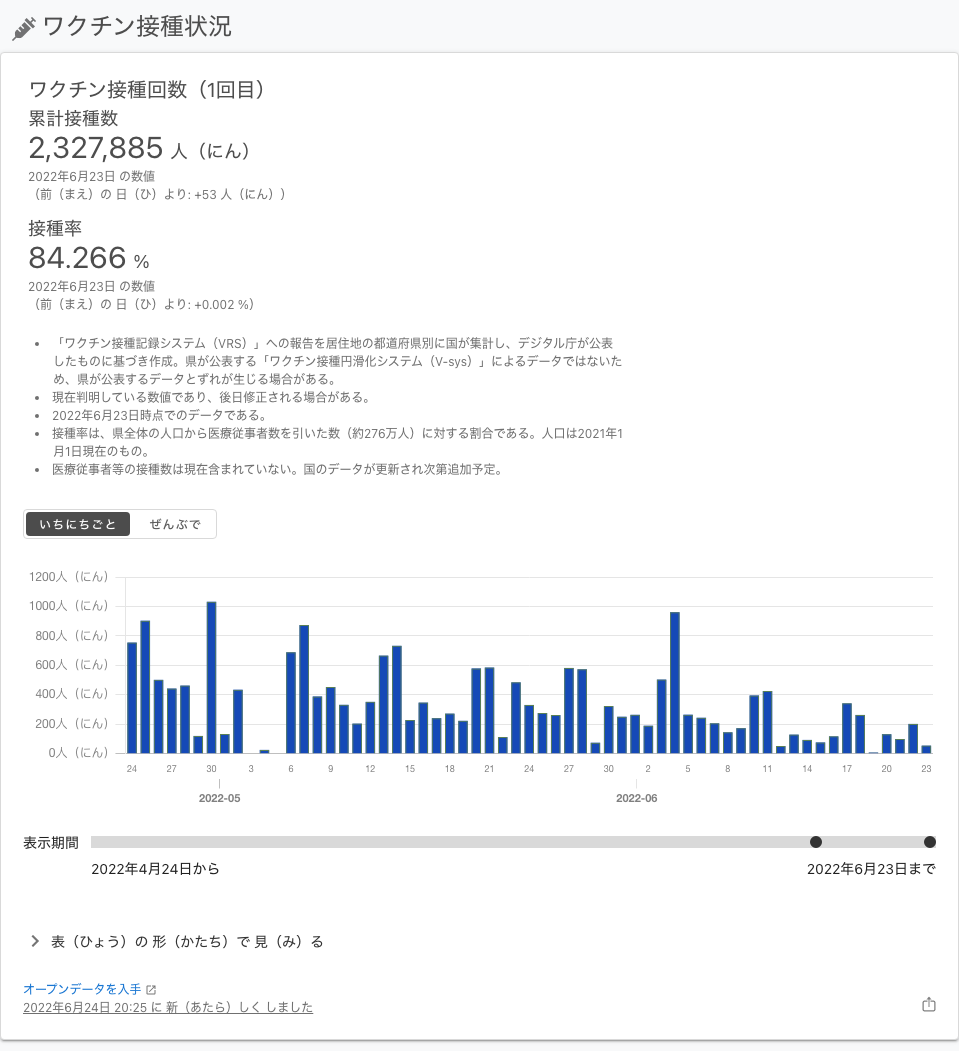 ワクチン接種状況
ワクチン接種回数（1回目）
累計接種数
2,327,885 人（にん）
2022年6月23日 の数値
（前（まえ）の 日（ひ）より: +53 人（にん））
接種率
84.266 %
2022年6月23日 の数値
（前（まえ）の 日（ひ）より: +0.002 %）
「ワクチン接種記録システム（VRS）」への報告を居住地の都道府県別に国が集計し、デジタル庁が公表
したものに基づき作成。県が公表する「ワクチン接種円滑化システム（V-sys）」によるデータではないた
め、県が公表するデータとずれが生じる場合がある。
現在判明している数値であり、後日修正される場合がある。
2022年6月23日時点でのデータである。
接種率は、県全体の人口から医療従事者数を引いた数（約276万人）に対する割合である。人口は2021年1
月1日現在のもの。
医療従事者等の接種数は現在含まれていない。国のデータが更新され次第追加予定。
いちにちごと ぜんぶで
1200人（にん）
1000人（にん）
800人（にん）
600人（にん）
400人（にん）
200人（にん）
0人（にん）
24 27 30 3 6 9 12 15 18 21 24 27 30 2 5 8 11 14 17 20 23
2022-05 2022-06
表示期間
2022年4月24日から 2022年6月23日まで
表（ひょう）の 形（かたち）で 見（み）る
オープンデータを入手
2022年6月24日 20:25 に 新（あたら）しく しました